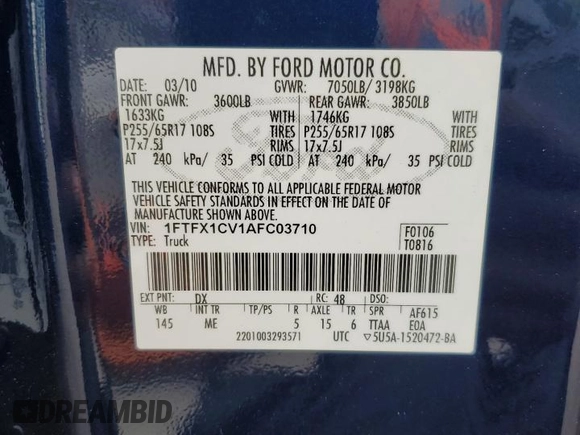 MFD. BY FORD MOTOR CO.
DATE: 03/10 GVWR: 7050LB/ 3198KG
FRONT GAWR: 3600LB REAR GAWR: 3850LB
1633KG WITH 1746KG WITH
P255/65R17 108S TIRES P255/65R17 108S TIRES
17x7.5J RIMS 17x7.5J RIMS
AT 240 kPa/ 35 PSI COLD AT 240 kPa/ 35 PSI COLD
Ford
THIS VEHICLE CONFORMS TO ALL APPLICABLE FEDERAL MOTOR
VEHICLE SAFETY STANDARDS IN EFFECT ON THE DATE OF
MANUFACTURE SHOWN ABOVE.
VIN: 1FTFX1CV1AFC03710 F0106
TYPE: Truck T0816
EXT PNT: DX RC: 48 DSO:
WB INT TR TP/PS R AXLE TR SPR AF615
145 ME 5 15 6 TTAA E0A
2201003293571 UTC ▽5U5A-1520472-BA
DREAMBID